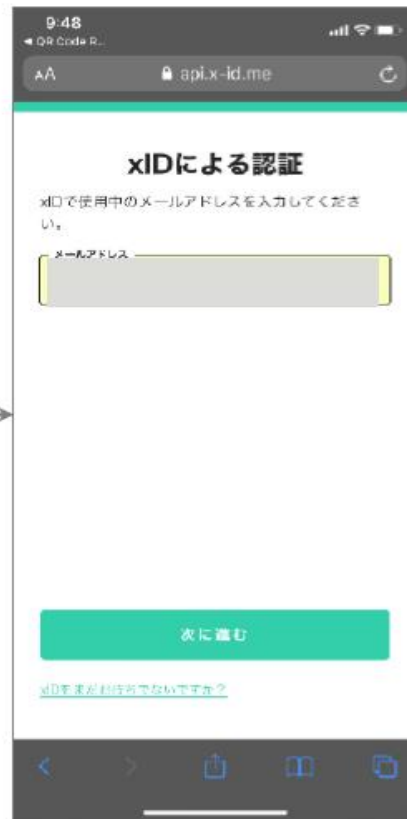 9:48
◀ QR Code R...
AA api.x-id.me
xIDによる認証
xIDで使用中のメールアドレスを入力してくださ
い。
メールアドレス
次に進む
xIDをまだお持ちでないですか?